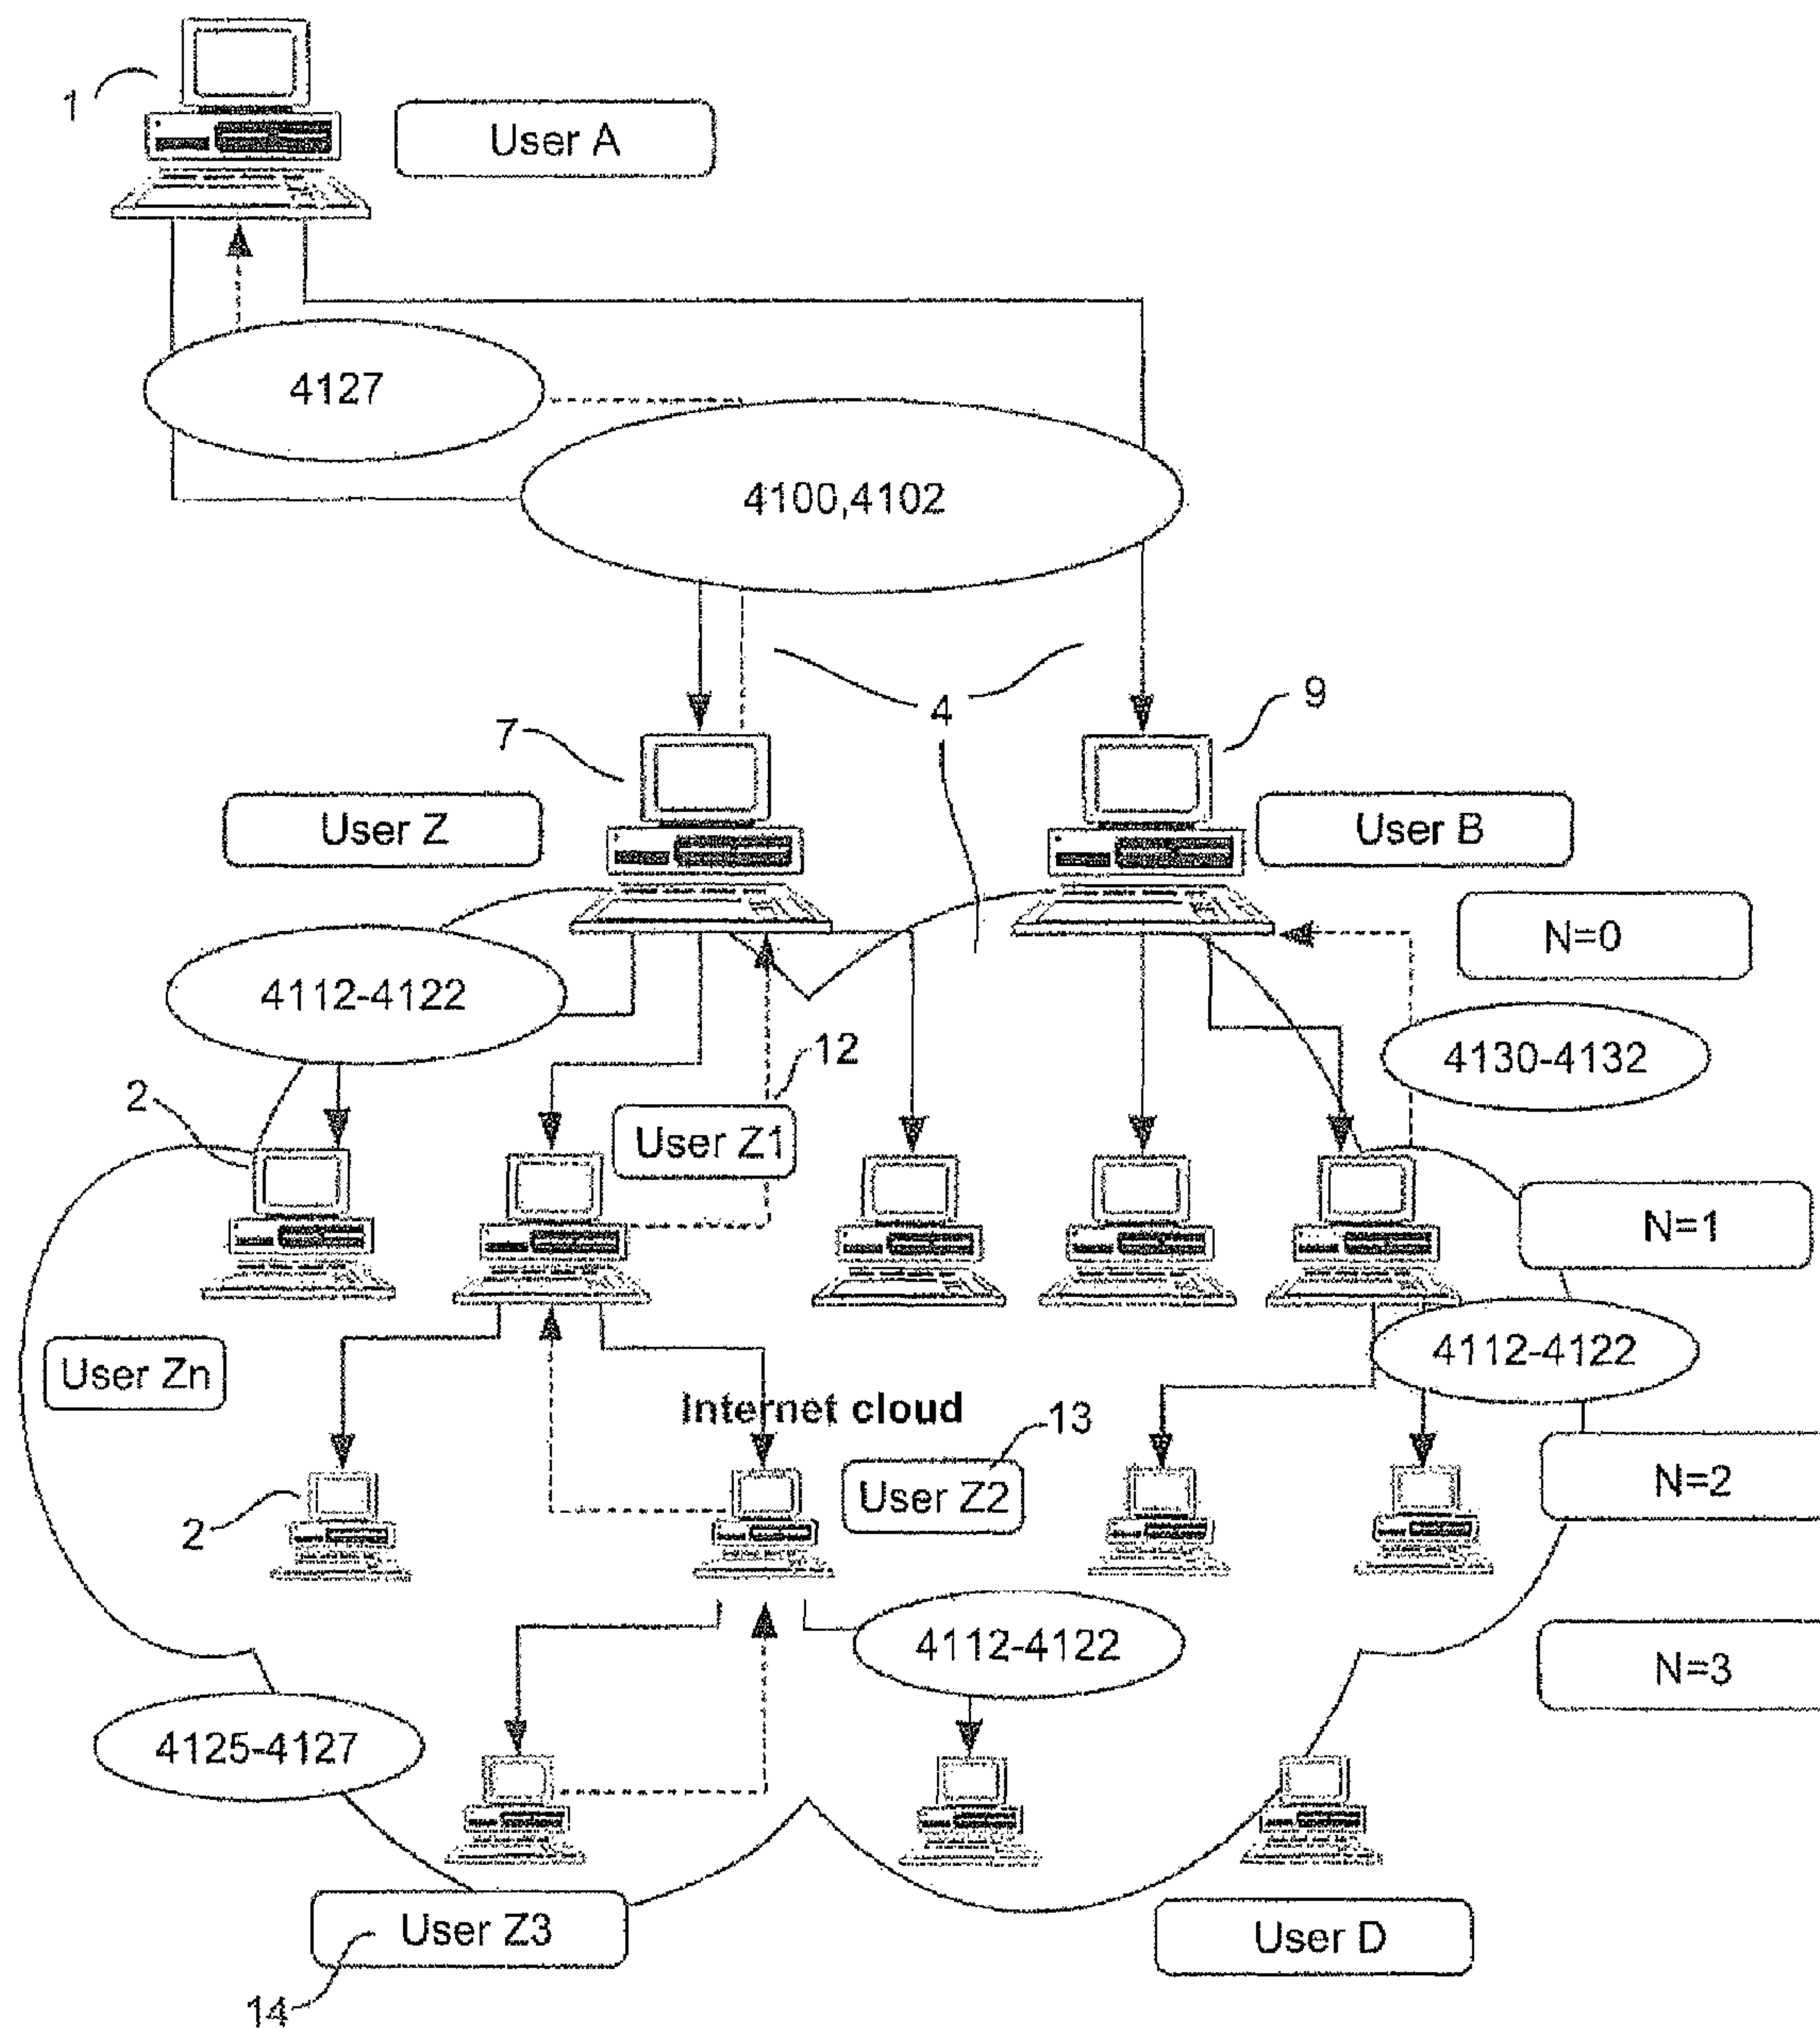 1
User A
4127
4100,4102
4
9
7
User Z
User B
N=0
4112-4122
12
4130-4132
2
User Z1
N=1
User Zn
4112-4122
Internet cloud
13
User Z2
N=2
2
4112-4122
N=3
4125-4127
User Z3
User D
14